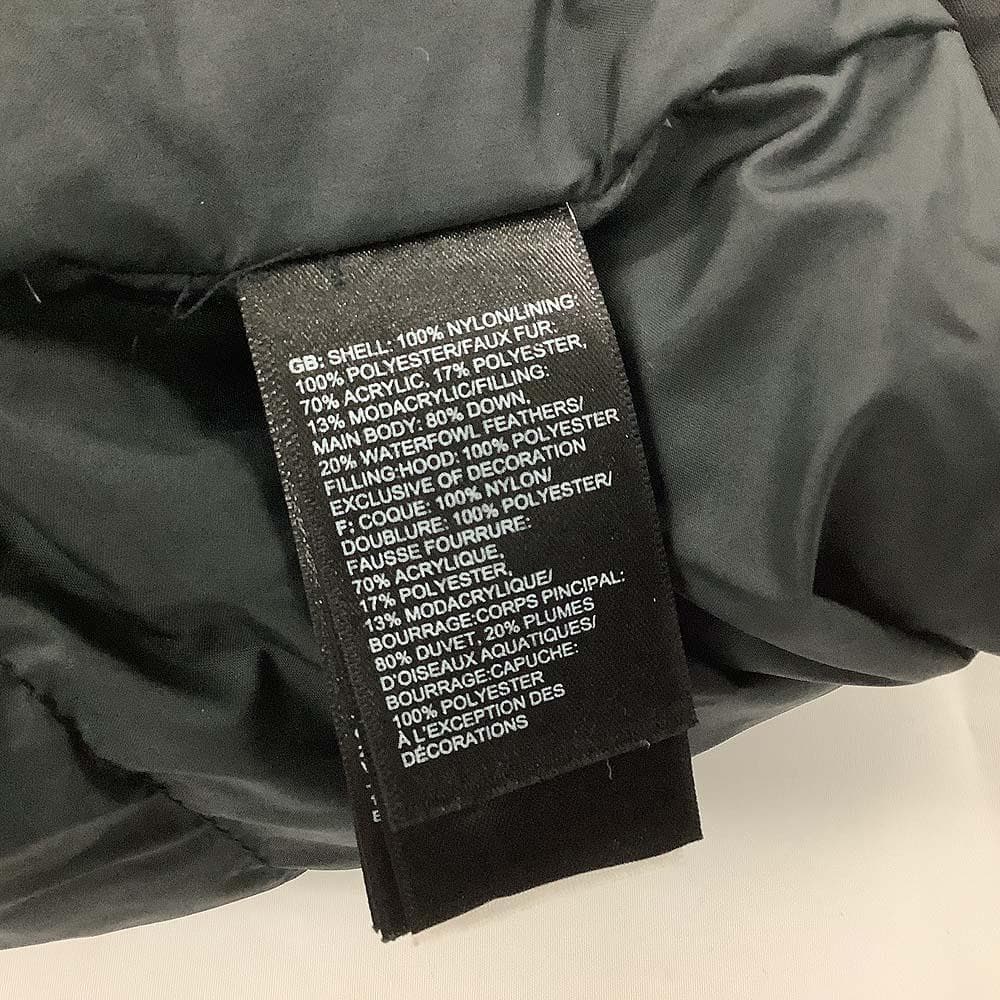 GB: SHELL: 100% NYLON/LINING:
100% POLYESTER/FAUX FUR:
70% ACRYLIC, 17% POLYESTER,
13% MODACRYLIC/FILLING:
MAIN BODY: 80% DOWN,
20% WATERFOWL FEATHERS/
FILLING:HOOD: 100% POLYESTER
EXCLUSIVE OF DECORATION
F: COQUE: 100% NYLON/
DOUBLURE: 100% POLYESTER/
FAUSSE FOURRURE:
70% ACRYLIQUE,
17% POLYESTER,
13% MODACRYLIQUE/
BOURRAGE:CORPS PINCIPAL:
80% DUVET, 20% PLUMES
D'OISEAUX AQUATIQUES/
BOURRAGE:CAPUCHE:
100% POLYESTER
À L'EXCEPTION DES
DÉCORATIONS